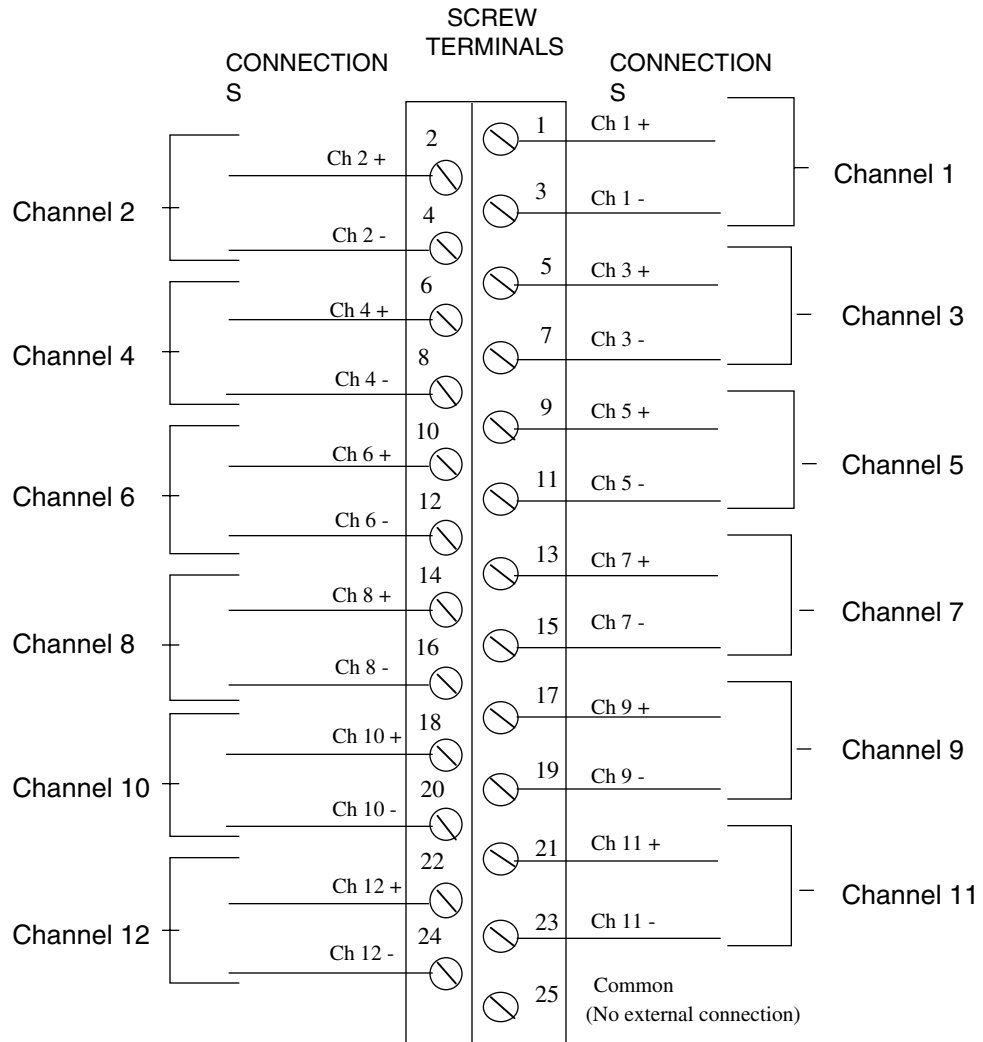 SCREW
TERMINALS
CONNECTION
S
CONNECTION
S
1
Ch 1 +
Channel 1
2
Ch 2 +
Channel 2
3
Ch 1 -
4
Ch 2 -
5
Ch 3 +
Channel 3
6
Ch 4 +
Channel 4
7
Ch 3 -
8
Ch 4 -
9
Ch 5 +
Channel 5
10
Ch 6 +
Channel 6
11
Ch 5 -
12
Ch 6 -
13
Ch 7 +
Channel 7
14
Ch 8 +
Channel 8
15
Ch 7 -
16
Ch 8 -
17
Ch 9 +
Channel 9
18
Ch 10 +
Channel 10
19
Ch 9 -
20
Ch 10 -
21
Ch 11 +
Channel 11
22
Ch 12 +
Channel 12
23
Ch 11 -
24
Ch 12 -
25
Common
(No external connection)